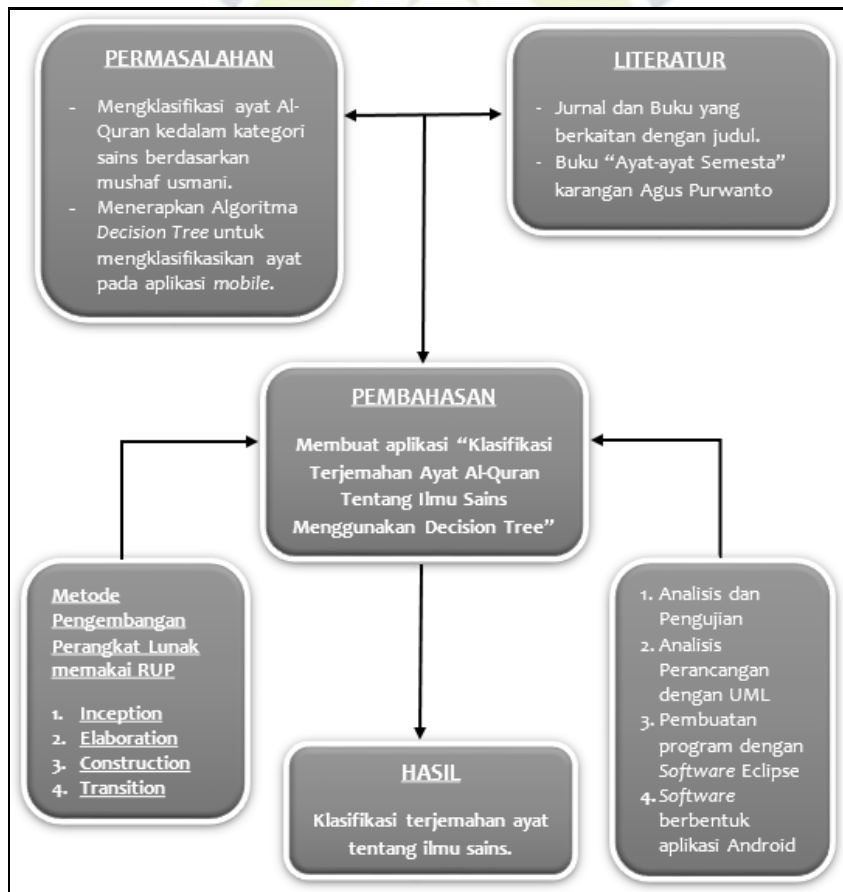 PERMASALAHAN
- Mengklasifikasi ayat Al-
Quran kedalam kategori
sains berdasarkan
mushaf usmani.
- Menerapkan Algoritma
Decision Tree untuk
mengklasifikasikan ayat
pada aplikasi mobile.
LITERATUR
- Jurnal dan Buku yang
berkaitan dengan judul.
- Buku “Ayat-ayat Semesta”
karangan Agus Purwanto
PEMBAHASAN
Membuat aplikasi “Klasifikasi
Terjemahan Ayat Al-Quran
Tentang Ilmu Sains
Menggunakan Decision Tree”
Metode
Pengembangan
Perangkat Lunak
memakai RUP
1. Inception
2. Elaboration
3. Construction
4. Transition
1. Analisis dan
Pengujian
2. Analisis
Perancangan
dengan UML
3. Pembuatan
program dengan
Software Eclipse
4. Software
berbentuk
aplikasi Android
HASIL
Klasifikasi terjemahan ayat
tentang ilmu sains.